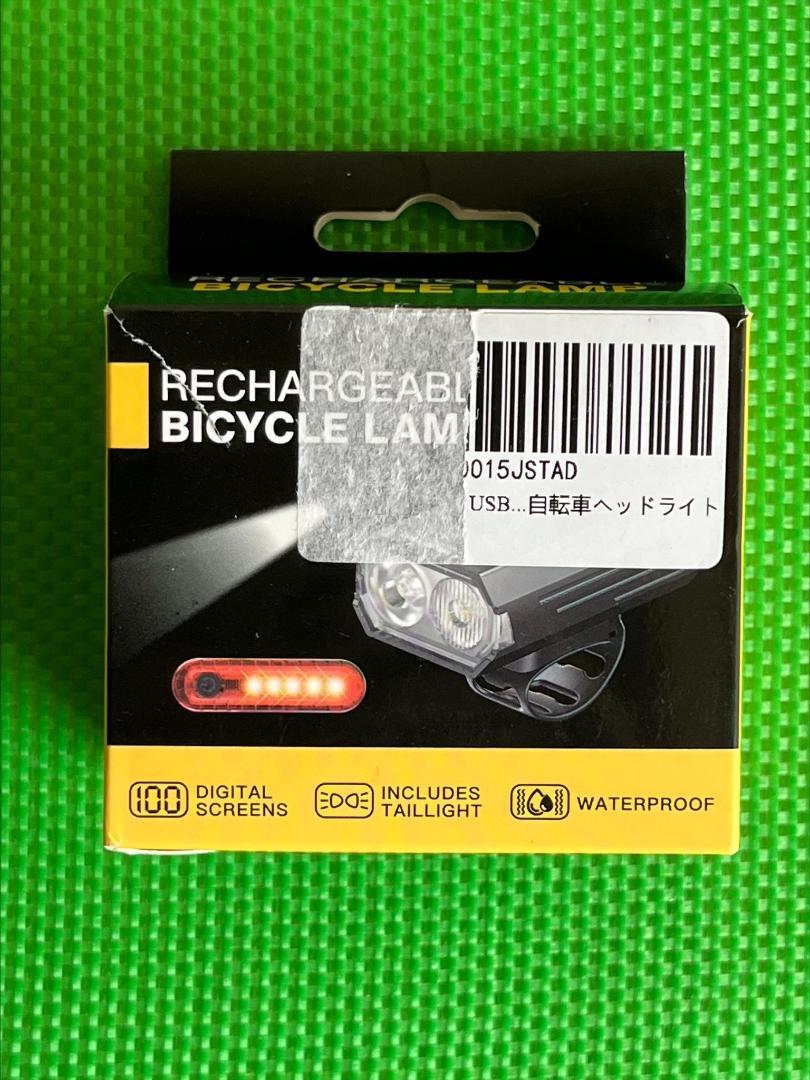 BICYCLE LAMP
RECHARGEABL
BICYCLE LAM
0015JSTAD
USB...自転車ヘッドライト
100 DIGITAL
SCREENS
INCLUDES
TAILLIGHT
WATERPROOF